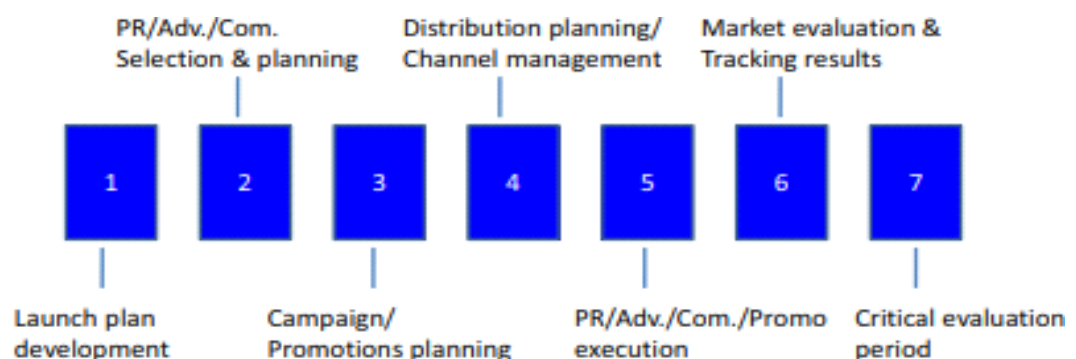 PR/Adv./Com.
Selection & planning
Distribution planning/
Channel management
Market evaluation &
Tracking results
1
2
3
4
5
6
7
Launch plan
development
Campaign/
Promotions planning
PR/Adv./Com./Promo
execution
Critical evaluation
period